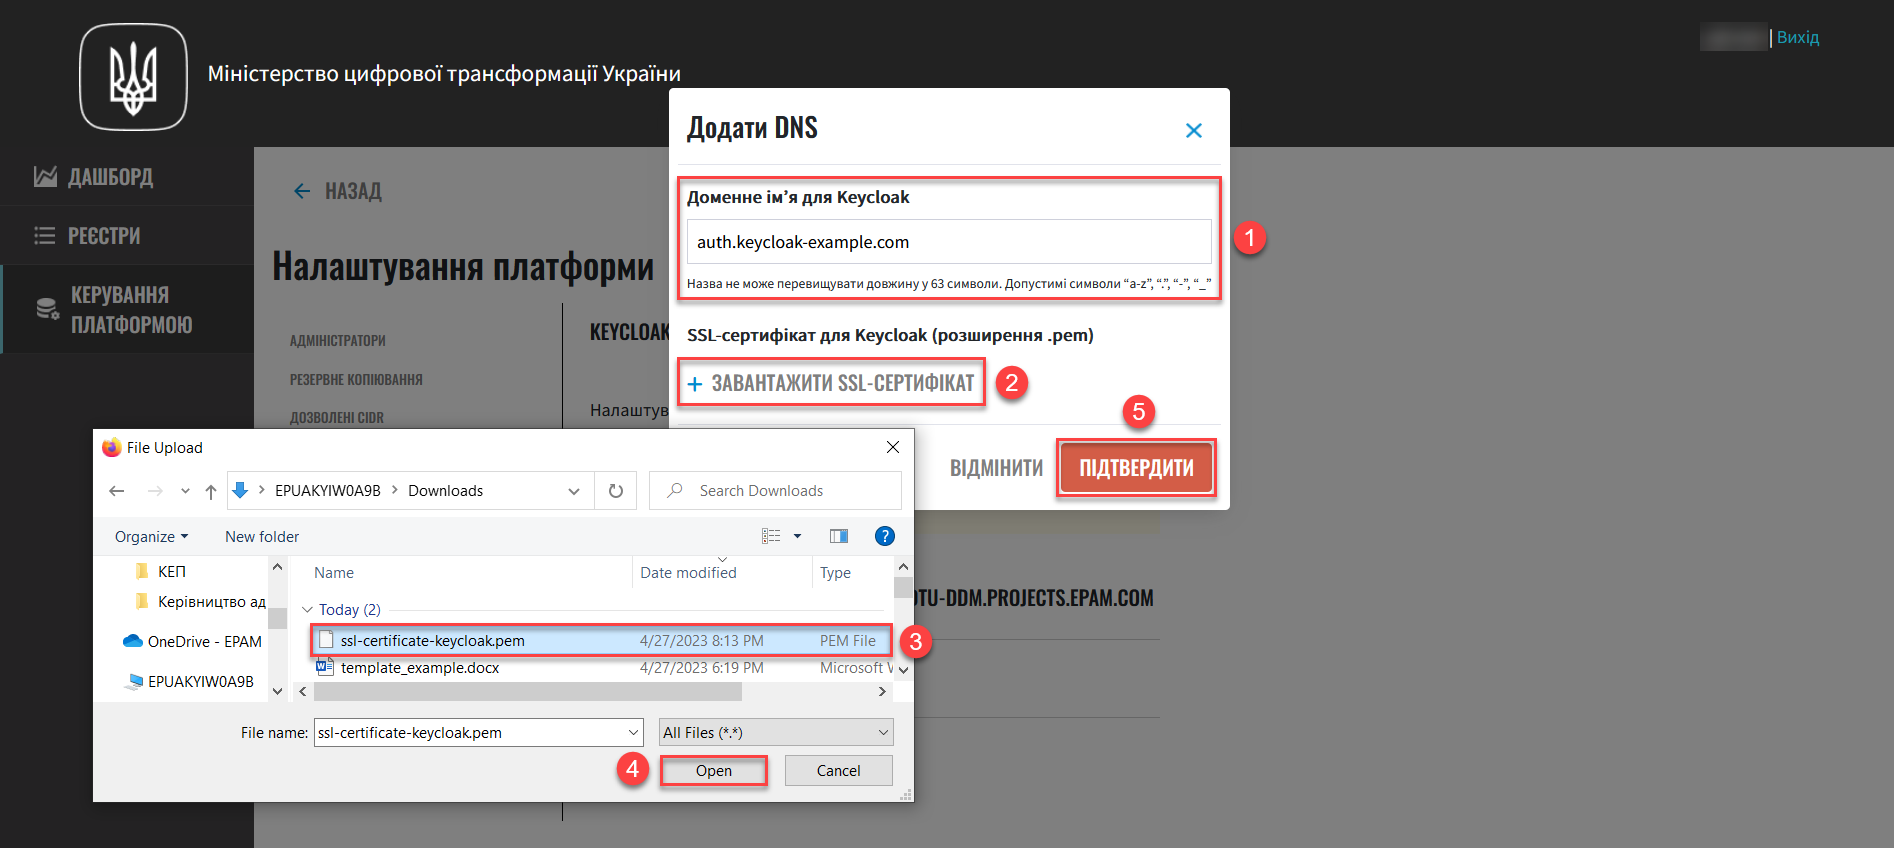 Міністерство цифрової трансформації України
| Вихід
ДАШБОРД
РЕЄСТРИ
КЕРУВАННЯ
ПЛАТФОРМОЮ
НАЗАД
Налаштування платформи
АДМІНІСТРАТОРИ
РЕЗЕРВНЕ КОПІЮВАННЯ
ДОЗВОЛЕНІ CIDR
KEYCLOAK
Налаштув
Додати DNS
Доменне ім’я для Keycloak
auth.keycloak-example.com
Назва не може перевищувати довжину у 63 символи. Допустимі символи “a-z”, “.”, “-”, “_”
1
SSL-сертифікат для Keycloak (розширення .pem)
+ ЗАВАНТАЖИТИ SSL-СЕРТИФІКАТ
2
5
ВІДМІНИТИ
ПІДТВЕРДИТИ
TU-DDM.PROJECTS.EPAM.COM
File Upload
EPUAKYIW0A9B > Downloads
Search Downloads
Organize
New folder
?
КЕП
Керівництво ад
OneDrive - EPAM
EPUAKYIW0A9B
Name Date modified Type
Today (2)
ssl-certificate-keycloak.pem 4/27/2023 8:13 PM PEM File
3
template_example.docx 4/27/2023 6:19 PM Microsoft W
File name: ssl-certificate-keycloak.pem All Files (*.*)
4
Open
Cancel